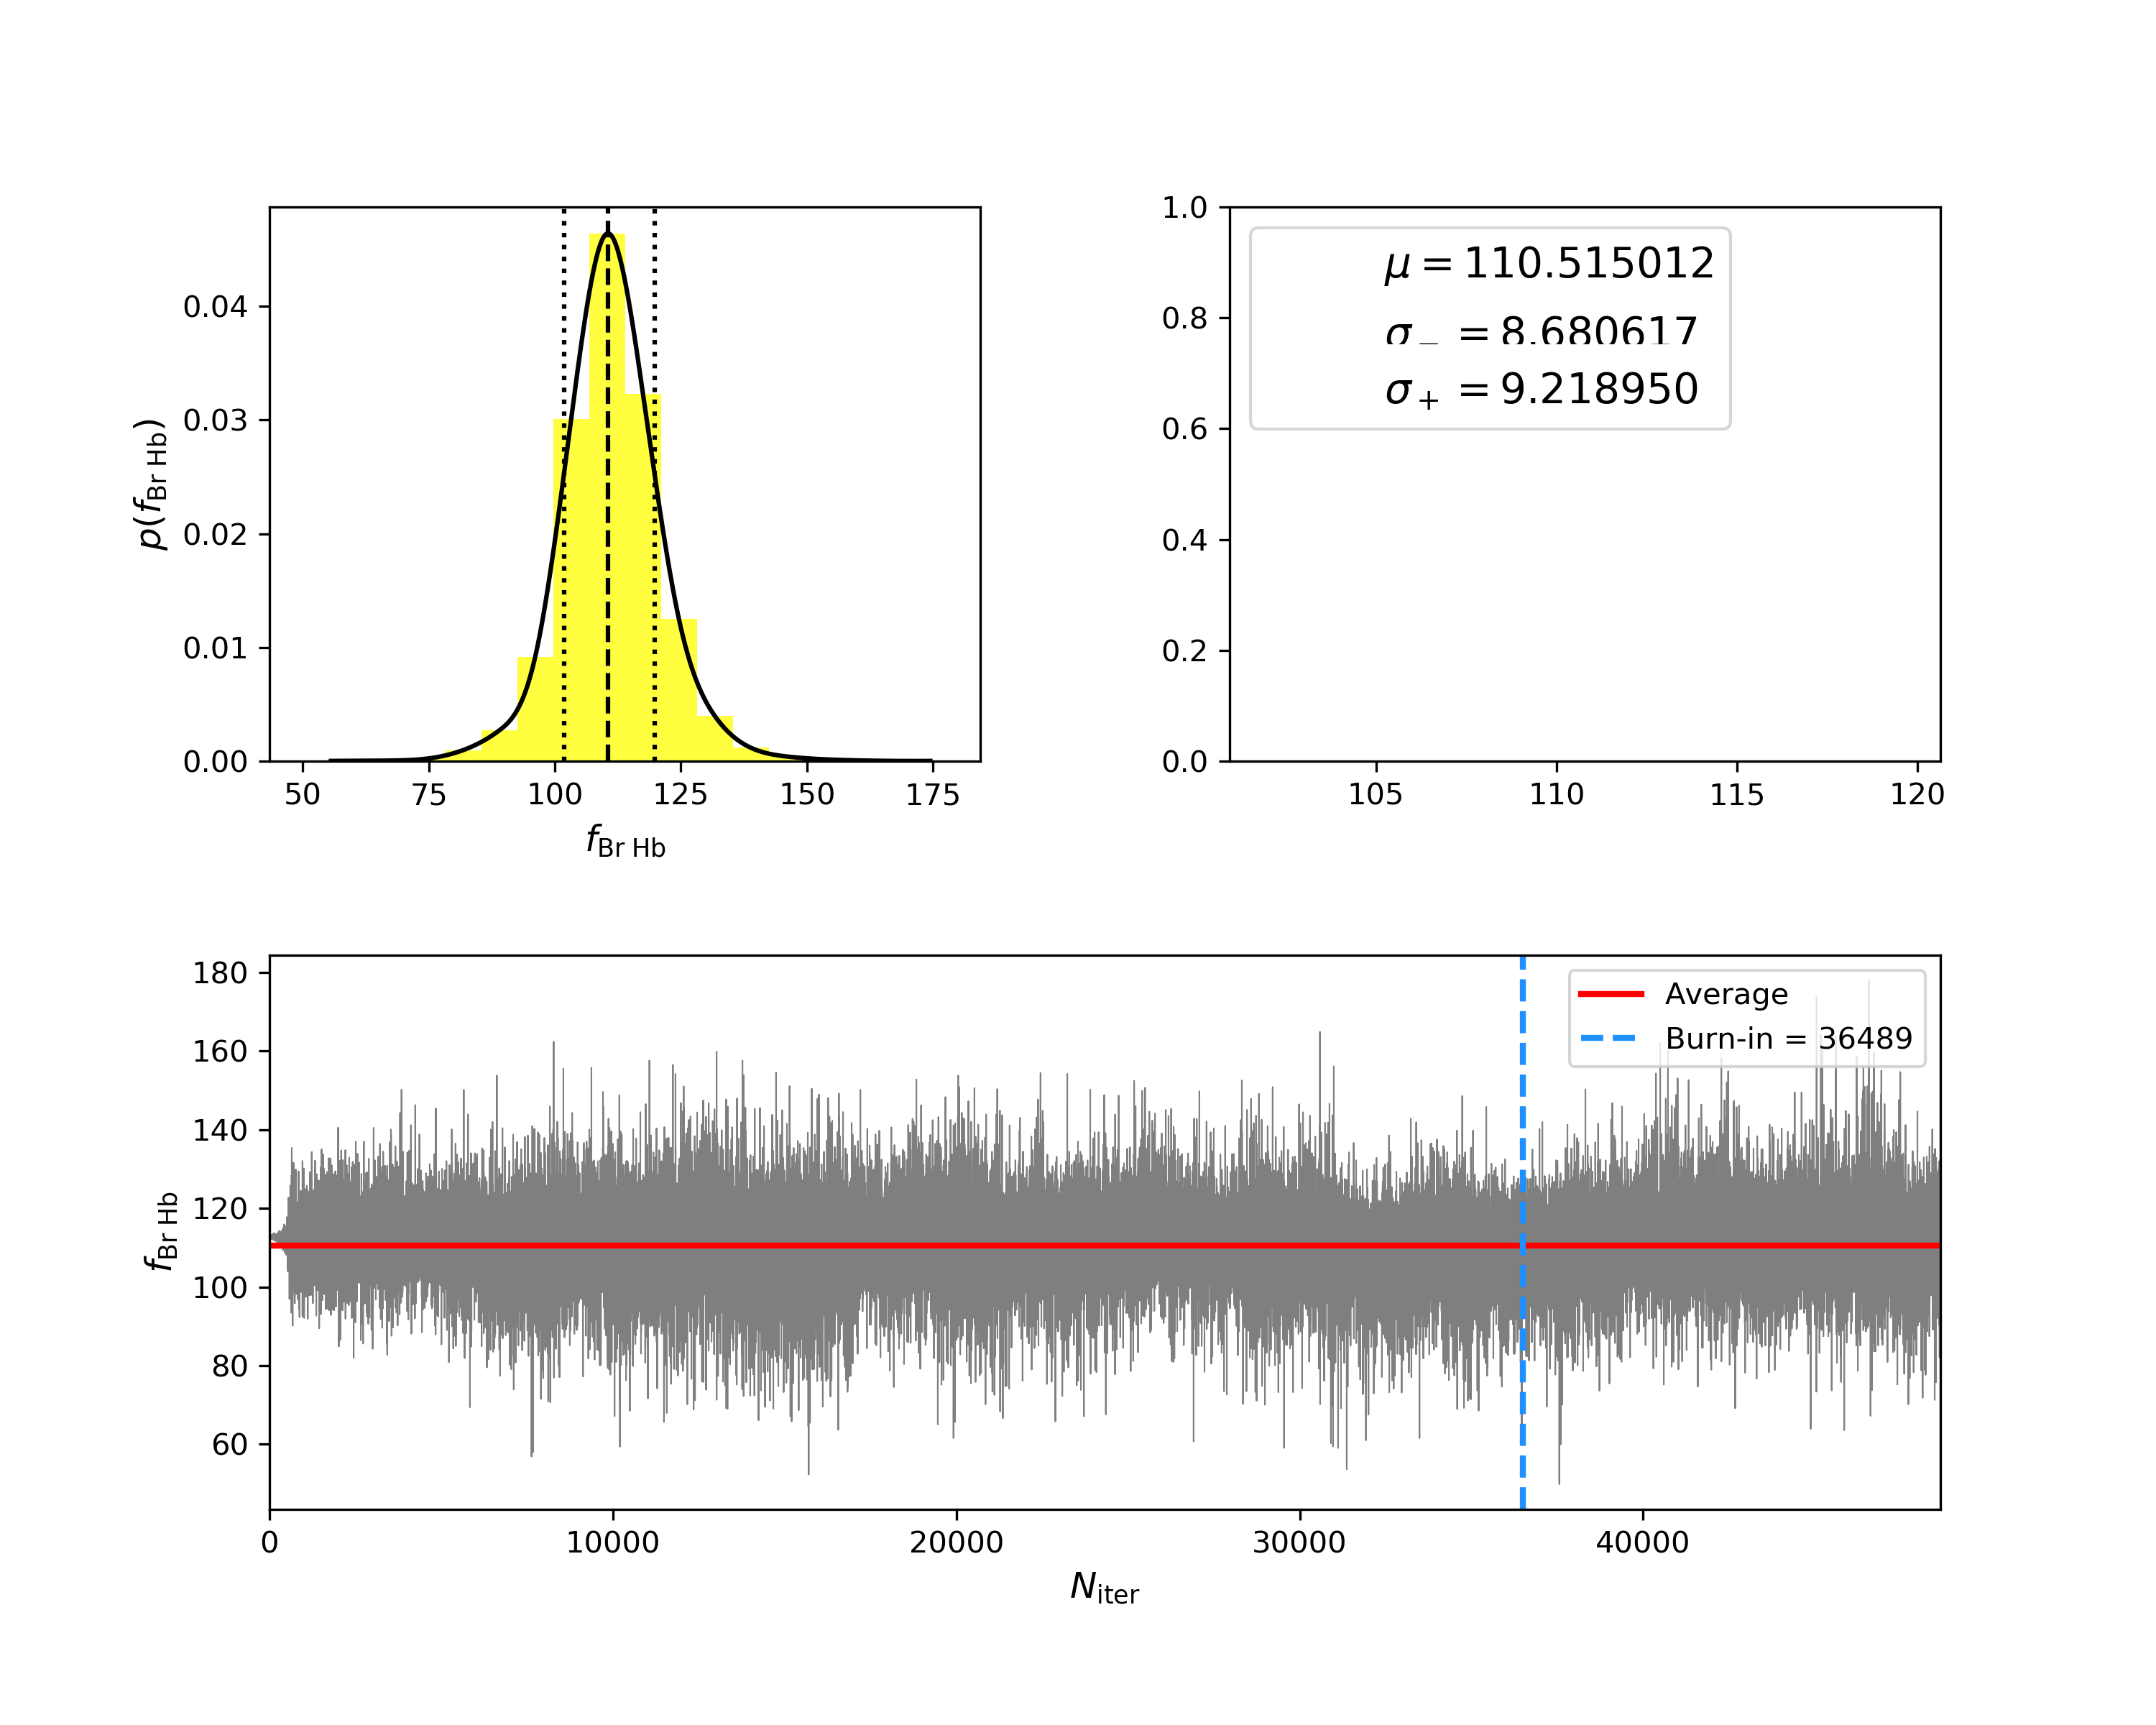 0.04
0.03
0.02
0.01
0.00
p(f_Br Hb)
50 75 100 125 150 175
f_Br Hb
1.0
0.8
0.6
0.4
0.2
0.0
μ = 110.515012
σ_− = 8.680617
σ_+ = 9.218950
105 110 115 120
180
160
140
120
100
80
60
f_Br Hb
Average
Burn-in = 36489
0 10000 20000 30000 40000
N_iter